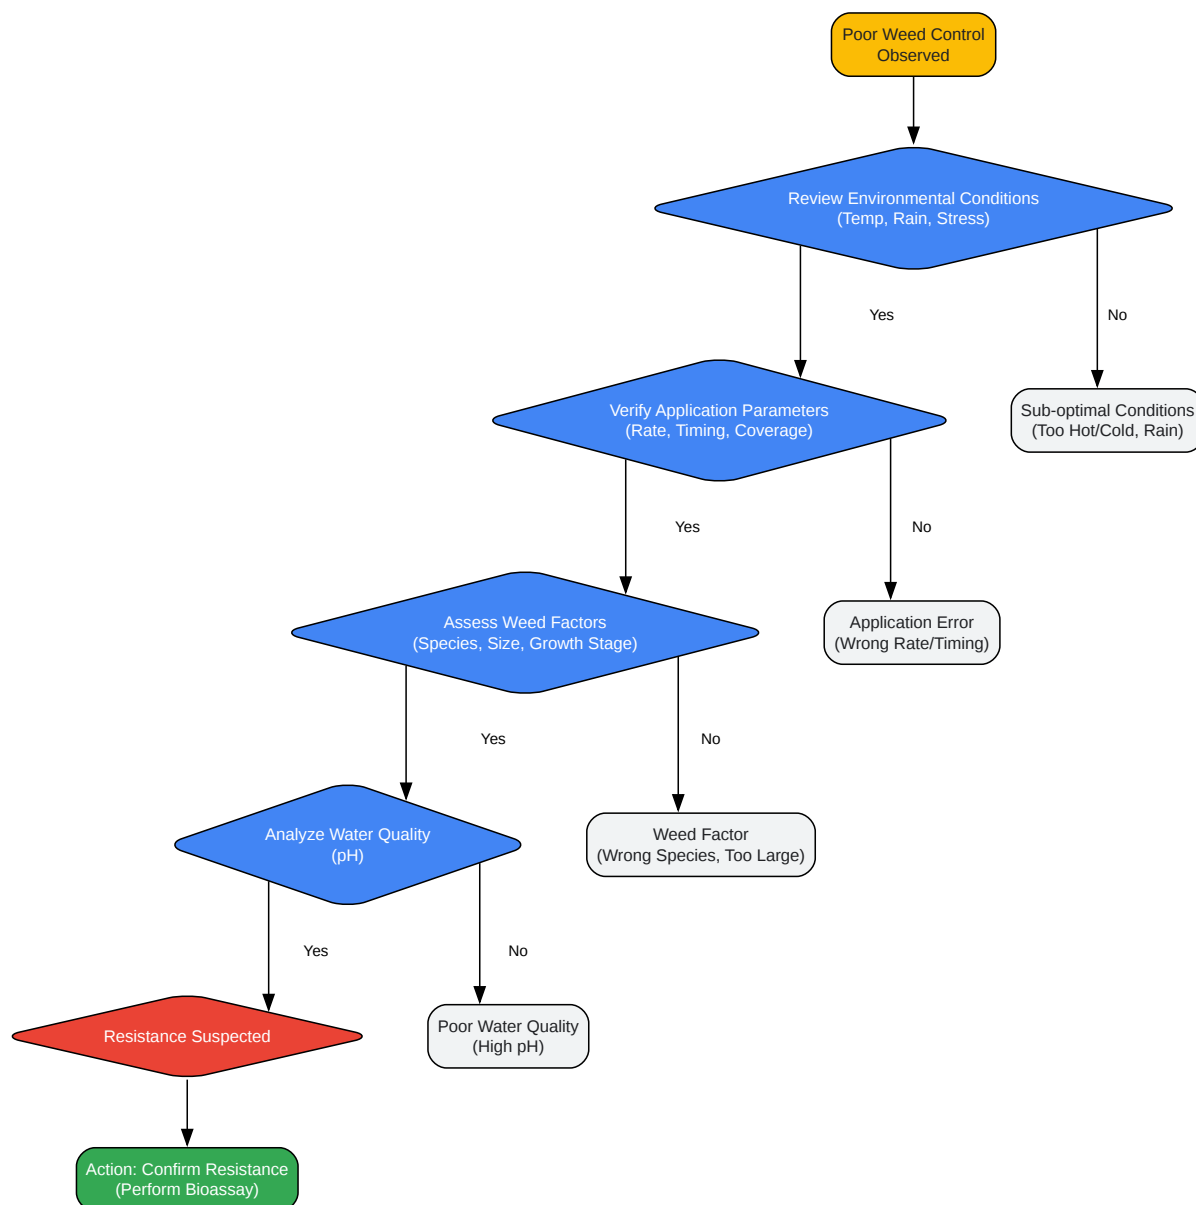 Poor Weed Control
Observed
Review Environmental Conditions
(Temp, Rain, Stress)
Yes
No
Verify Application Parameters
(Rate, Timing, Coverage)
Sub-optimal Conditions
(Too Hot/Cold, Rain)
Yes
No
Assess Weed Factors
(Species, Size, Growth Stage)
Application Error
(Wrong Rate/Timing)
Yes
No
Analyze Water Quality
(pH)
Weed Factor
(Wrong Species, Too Large)
Yes
No
Resistance Suspected
Poor Water Quality
(High pH)
Action: Confirm Resistance
(Perform Bioassay)